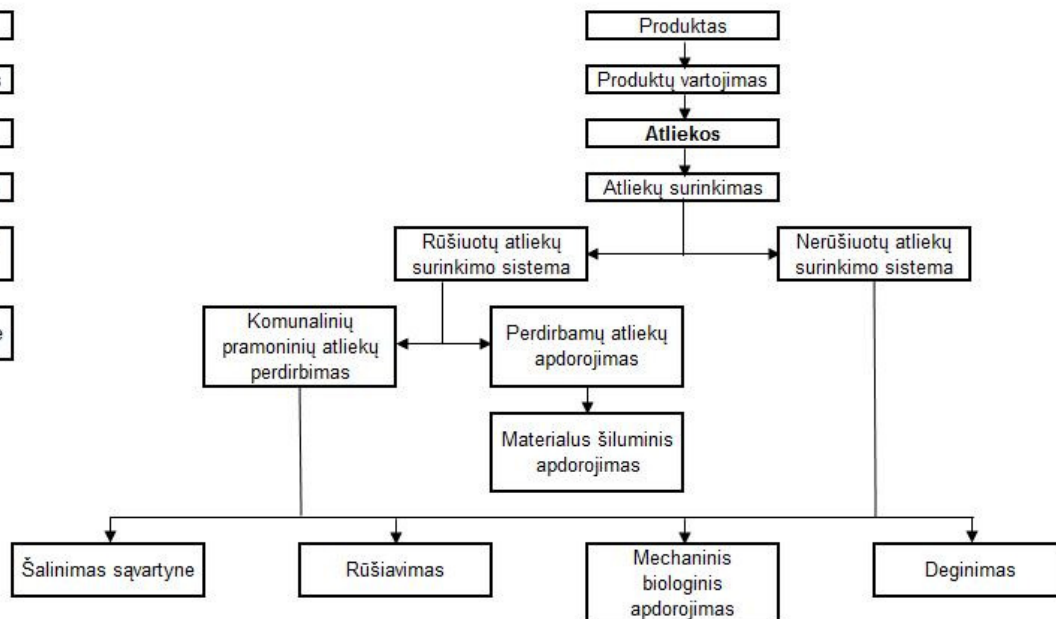 Produktas
Produktų vartojimas
Atliekos
Atliekų surinkimas
Rūšiuotų atliekų
surinkimo sistema
Nerūšiuotų atliekų
surinkimo sistema
Komunalinių
pramoninių atliekų
perdirbimas
Perdirbamų atliekų
apdorojimas
Materialus šiluminis
apdorojimas
Šalinimas sąvartyne
Rūšiavimas
Mechaninis
biologinis
apdorojimas
Deginimas